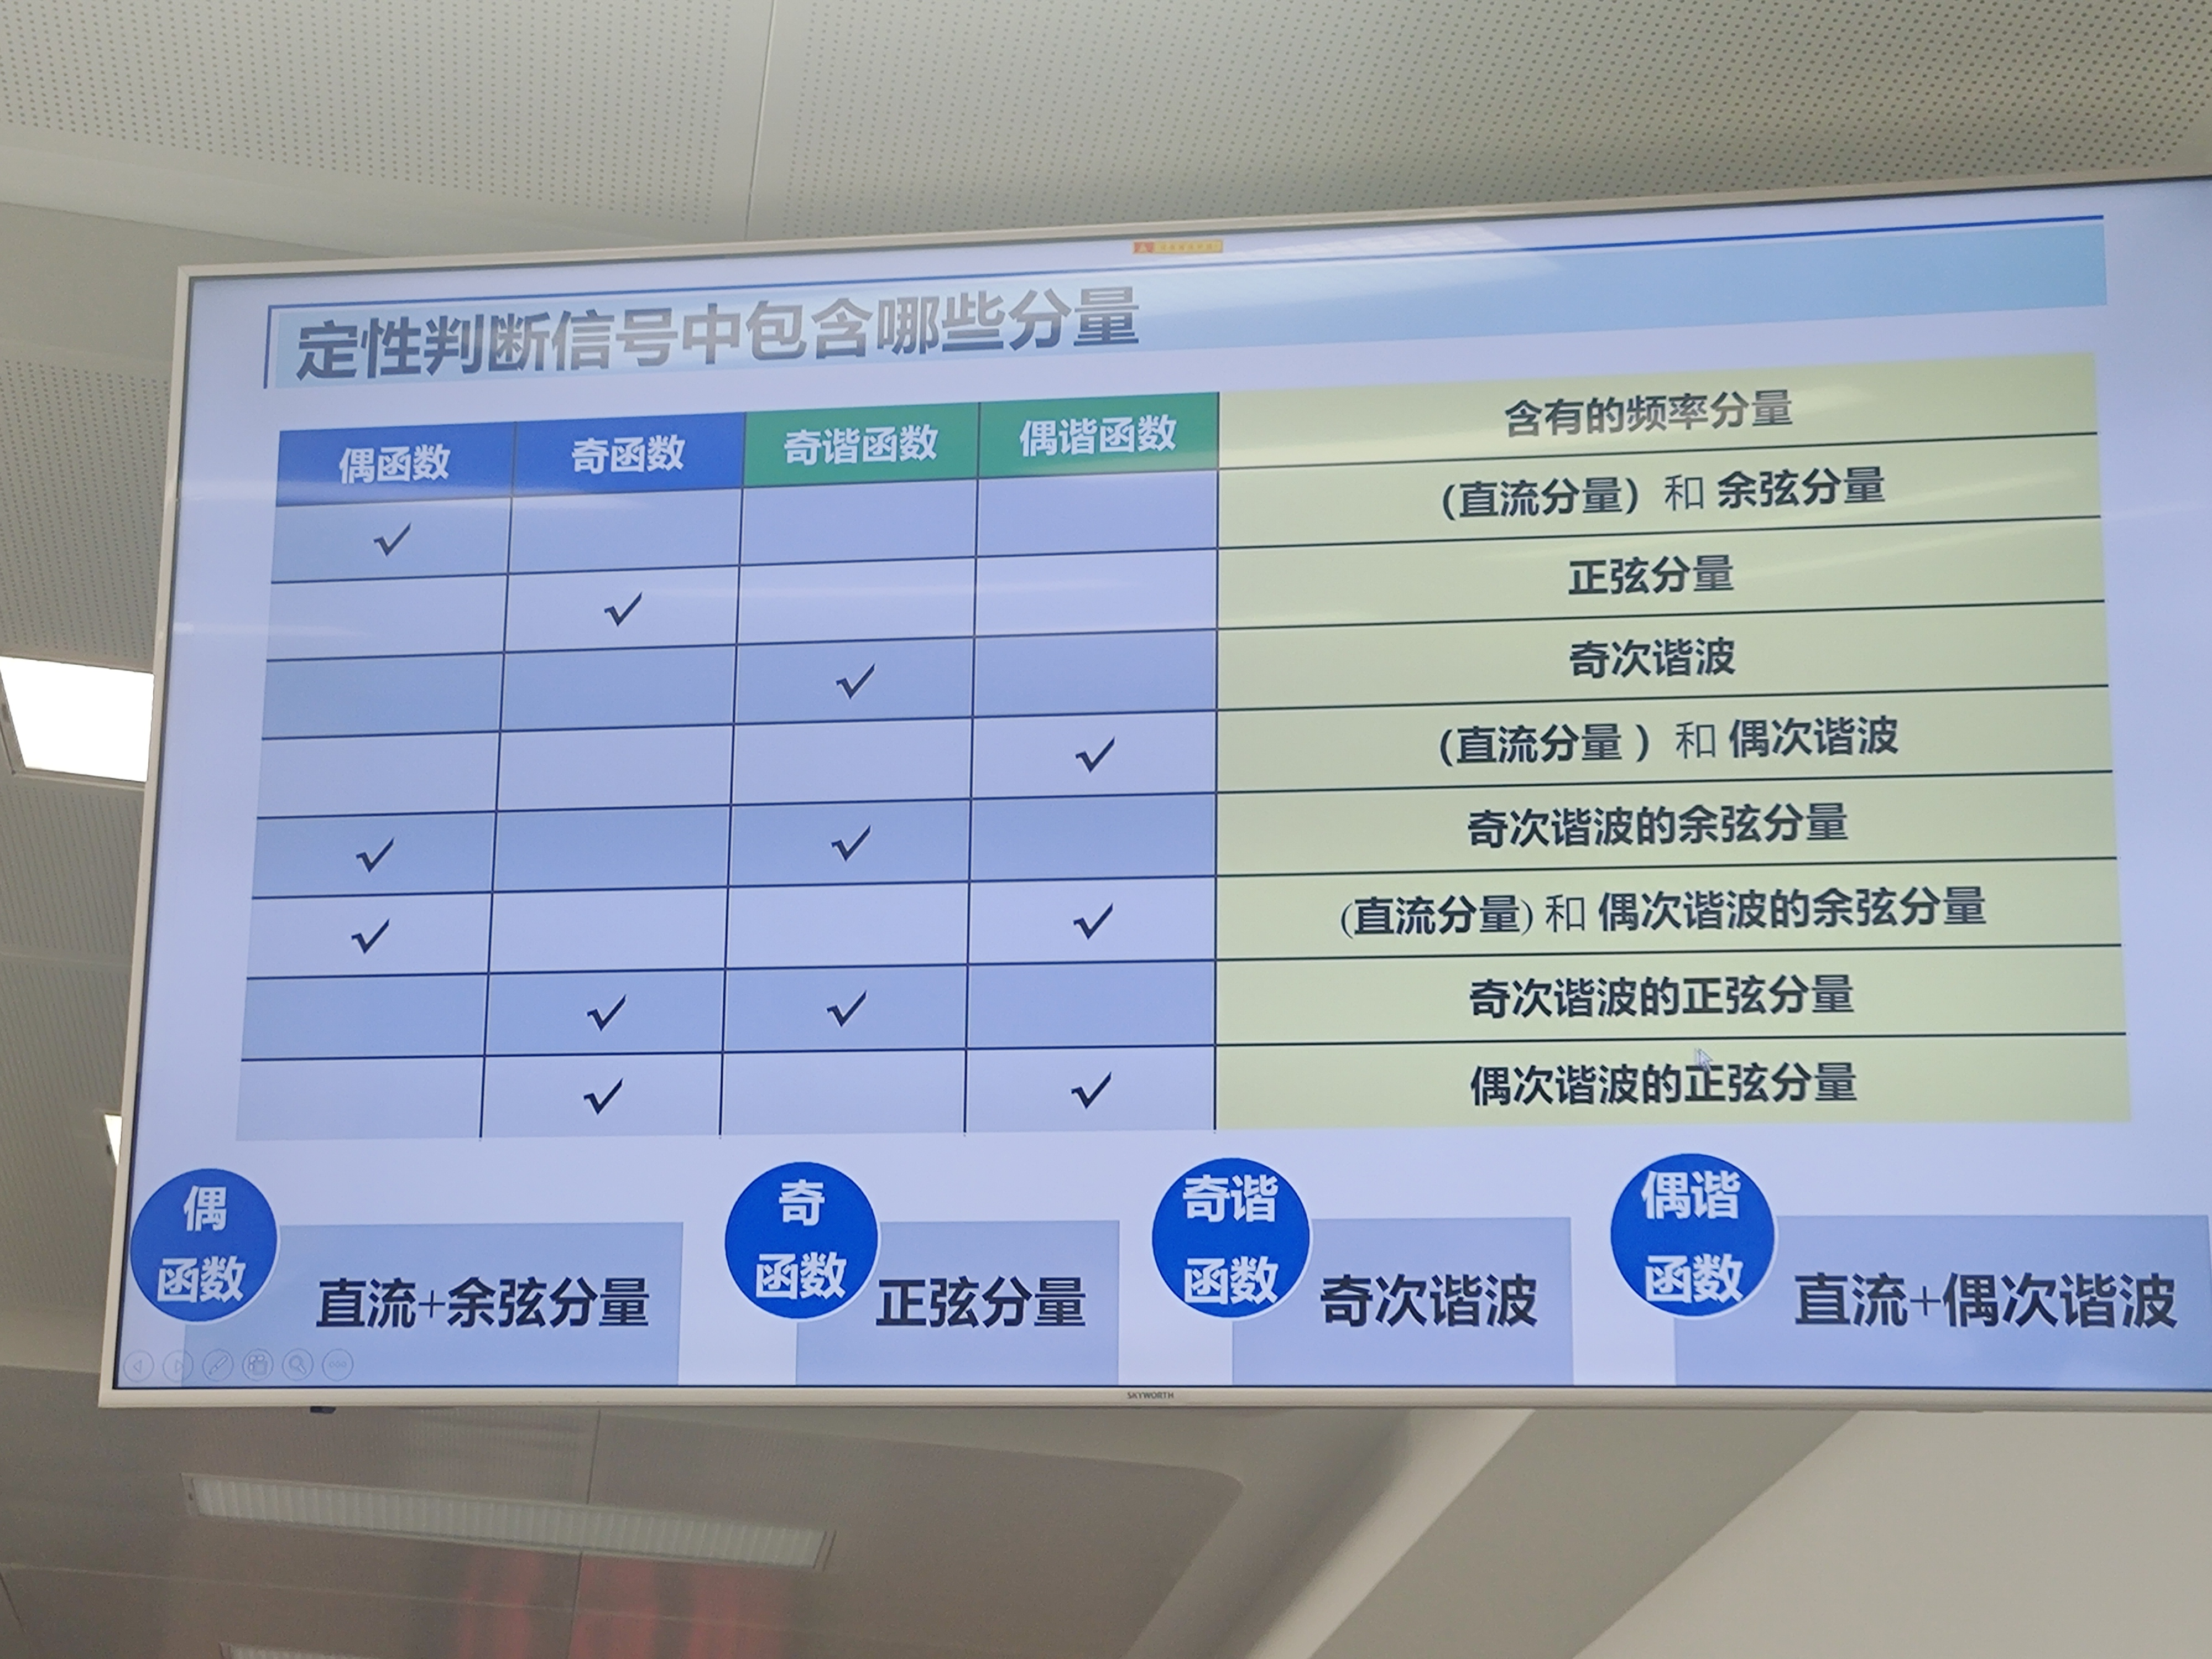 定性判断信号中包含哪些分量
偶函数 奇函数 奇谐函数 偶谐函数 含有的频率分量
✓ (直流分量) 和 余弦分量
✓ 正弦分量
✓ 奇次谐波
✓ (直流分量 ) 和 偶次谐波
✓ ✓ 奇次谐波的余弦分量
✓ ✓ (直流分量) 和 偶次谐波的余弦分量
✓ ✓ 奇次谐波的正弦分量
✓ ✓ 偶次谐波的正弦分量
偶
函数
直流+余弦分量
奇
函数
正弦分量
奇谐
函数
奇次谐波
偶谐
函数
直流+偶次谐波
SKYWORTH